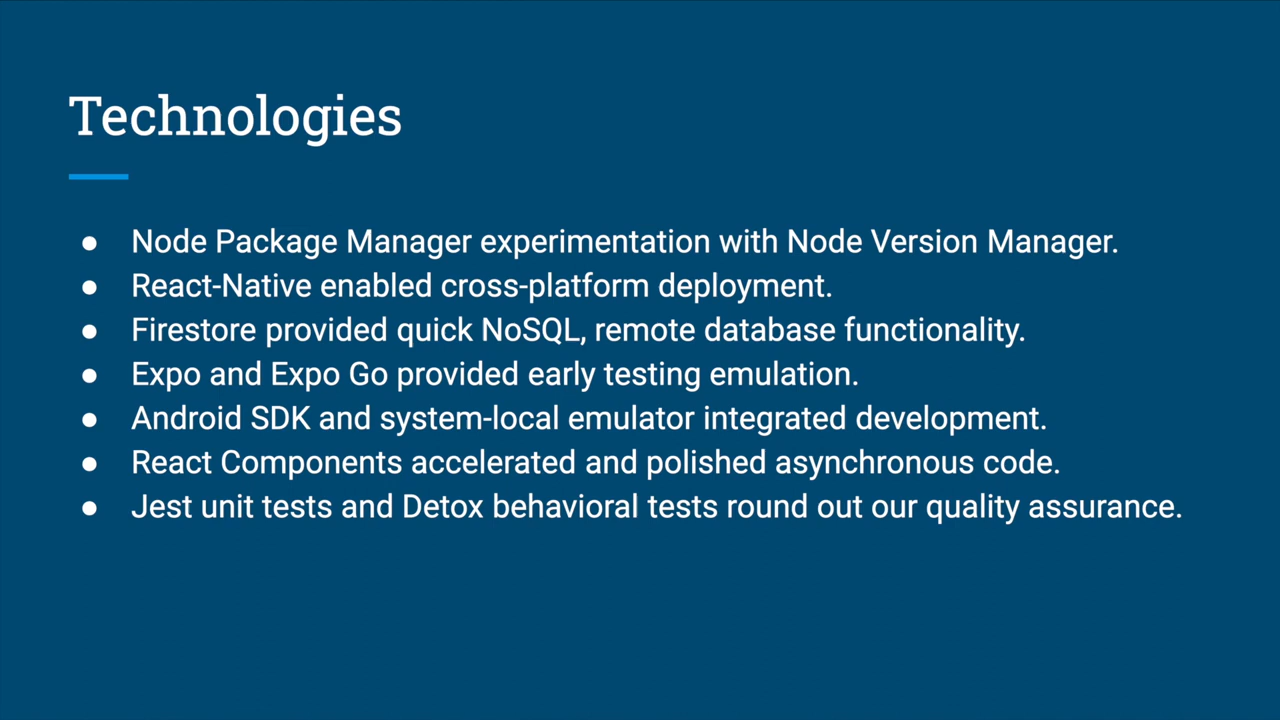 Technologies
● Node Package Manager experimentation with Node Version Manager.
● React-Native enabled cross-platform deployment.
● Firestore provided quick NoSQL, remote database functionality.
● Expo and Expo Go provided early testing emulation.
● Android SDK and system-local emulator integrated development.
● React Components accelerated and polished asynchronous code.
● Jest unit tests and Detox behavioral tests round out our quality assurance.